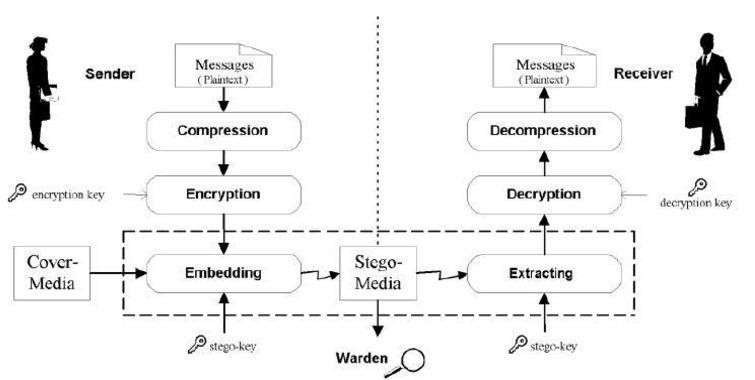 Sender
Messages
( Plaintext )
Messages
( Plaintext )
Receiver
Compression
Decompression
encryption key
Encryption
Decryption
decryption key
Cover-
Media
Embedding
Stego-
Media
Extracting
stego-key
stego-key
Warden